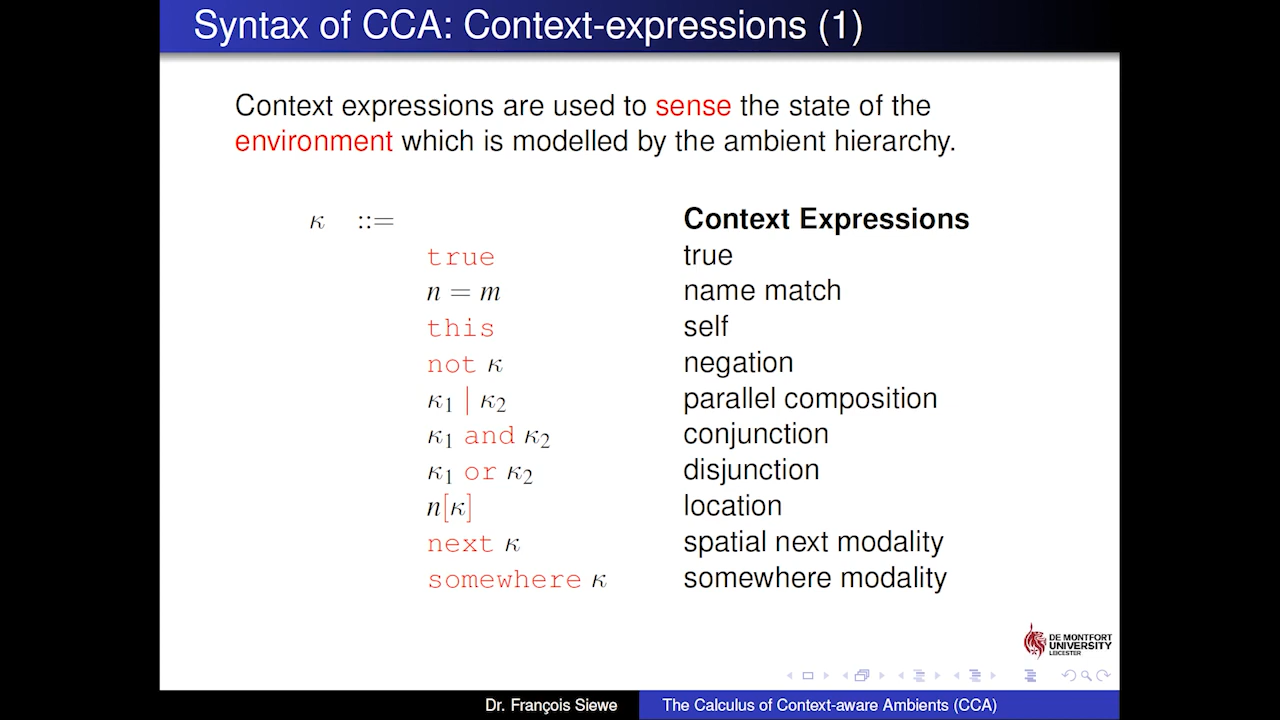 Syntax of CCA: Context-expressions (1)
Context expressions are used to sense the state of the
environment which is modelled by the ambient hierarchy.
κ ::= Context Expressions
true true
n = m name match
this self
not κ negation
κ₁ | κ₂ parallel composition
κ₁ and κ₂ conjunction
κ₁ or κ₂ disjunction
n[κ] location
next κ spatial next modality
somewhere κ somewhere modality
DE MONTFORT
UNIVERSITY
LEICESTER
Dr. François Siewe The Calculus of Context-aware Ambients (CCA)